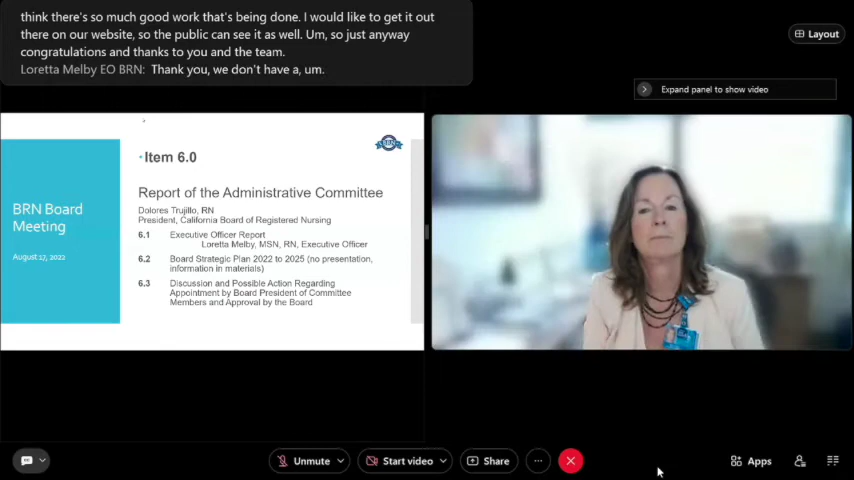 think there's so much good work that's being done. I would like to get it out
there on our website, so the public can see it as well. Um, so just anyway
congratulations and thanks to you and the team.
Loretta Melby EO BRN: Thank you, we don't have a, um.
Layout
Expand panel to show video
BRN Board
Meeting
August 17, 2022
• Item 6.0
BRN
Report of the Administrative Committee
Dolores Trujillo, RN
President, California Board of Registered Nursing
6.1 Executive Officer Report
Loretta Melby, MSN, RN, Executive Officer
6.2 Board Strategic Plan 2022 to 2025 (no presentation,
information in materials)
6.3 Discussion and Possible Action Regarding
Appointment by Board President of Committee
Members and Approval by the Board
Unmute
Start video
Share
Apps